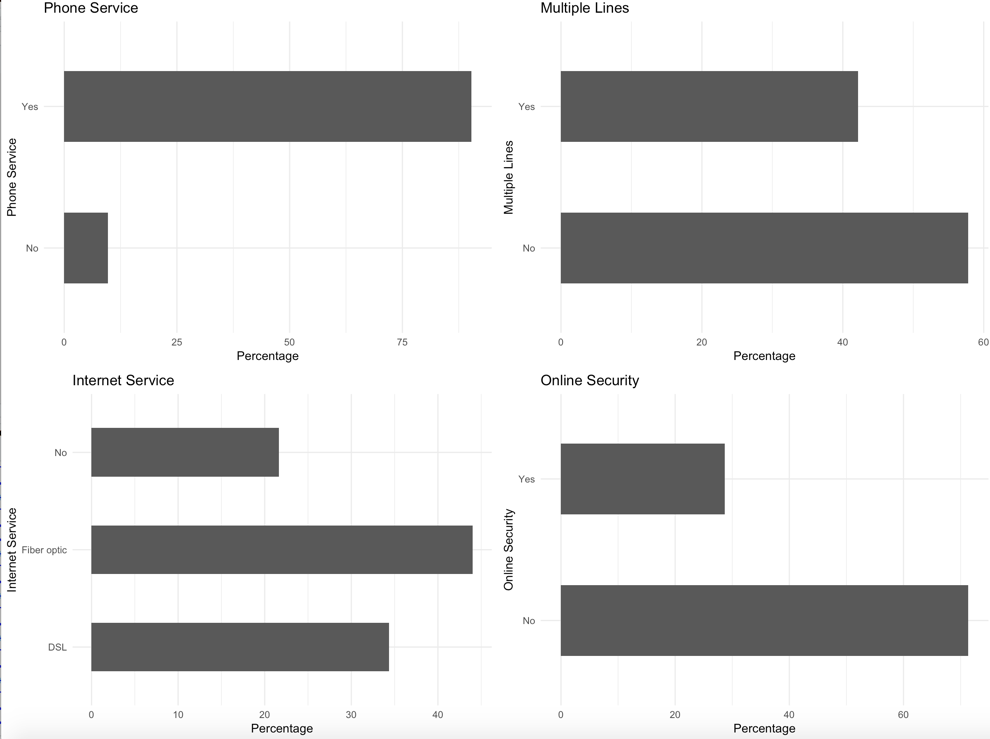 Phone Service
Yes
No
Phone Service
0 25 50 75
Percentage
Multiple Lines
Yes
No
Multiple Lines
0 20 40 60
Percentage
Internet Service
No
Fiber optic
DSL
Internet Service
0 10 20 30 40
Percentage
Online Security
Yes
No
Online Security
0 20 40 60
Percentage